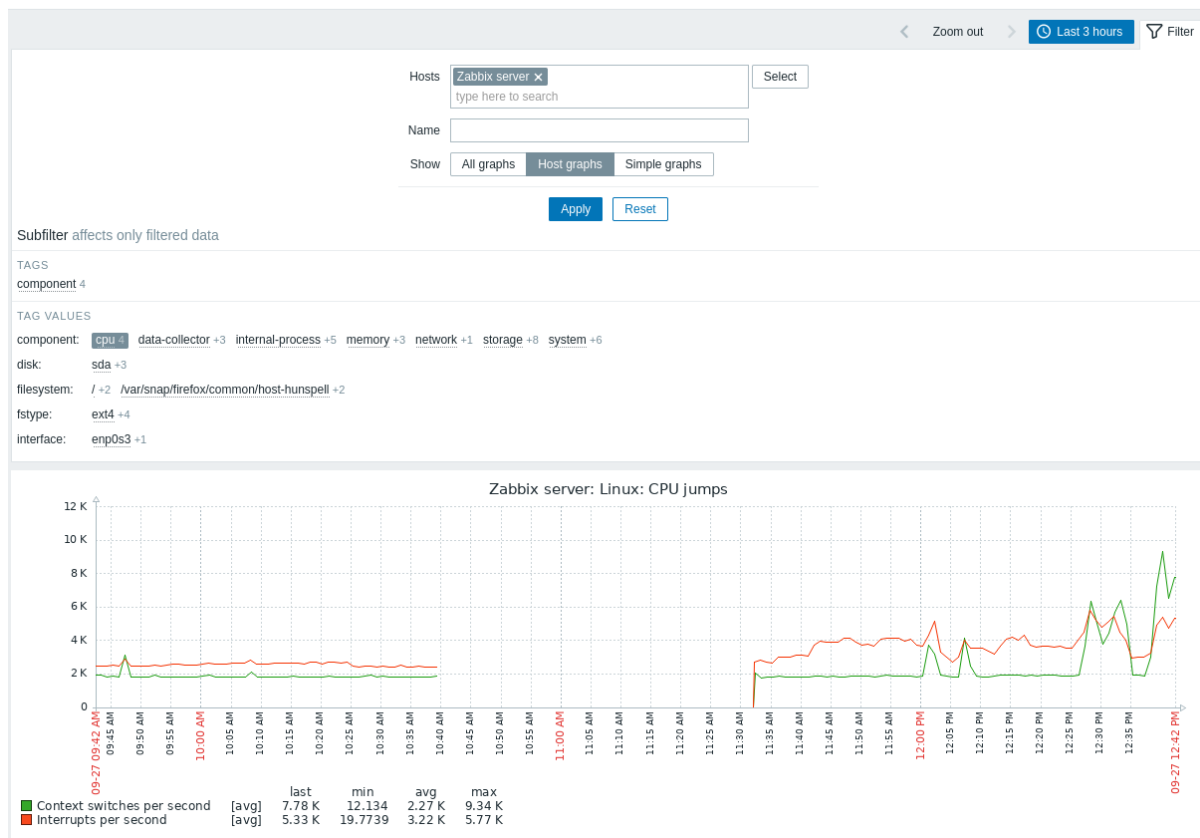 Zoom out Last 3 hours Filter
Hosts Zabbix server Select
type here to search
Name
Show All graphs Host graphs Simple graphs
Apply Reset
Subfilter affects only filtered data
TAGS
component 4
TAG VALUES
component: cpu 4 data-collector +3 internal-process +5 memory +3 network +1 storage +8 system +6
disk: sda +3
filesystem: / +2 /var/snap/firefox/common/host-hunspell +2
fstype: ext4 +4
interface: enp0s3 +1
Zabbix server: Linux: CPU jumps
12 K
10 K
8 K
6 K
4 K
2 K
0
09-27 09:42 AM
09:45 AM
09:50 AM
09:55 AM
10:00 AM
10:05 AM
10:10 AM
10:15 AM
10:20 AM
10:25 AM
10:30 AM
10:35 AM
10:40 AM
10:45 AM
10:50 AM
10:55 AM
11:00 AM
11:05 AM
11:10 AM
11:15 AM
11:20 AM
11:25 AM
11:30 AM
11:35 AM
11:40 AM
11:45 AM
11:50 AM
11:55 AM
12:00 PM
12:05 PM
12:10 PM
12:15 PM
12:20 PM
12:25 PM
12:30 PM
12:35 PM
09-27 12:42 PM
last min avg max
Context switches per second [avg] 7.78 K 12.134 2.27 K 9.34 K
Interrupts per second [avg] 5.33 K 19.7739 3.22 K 5.77 K